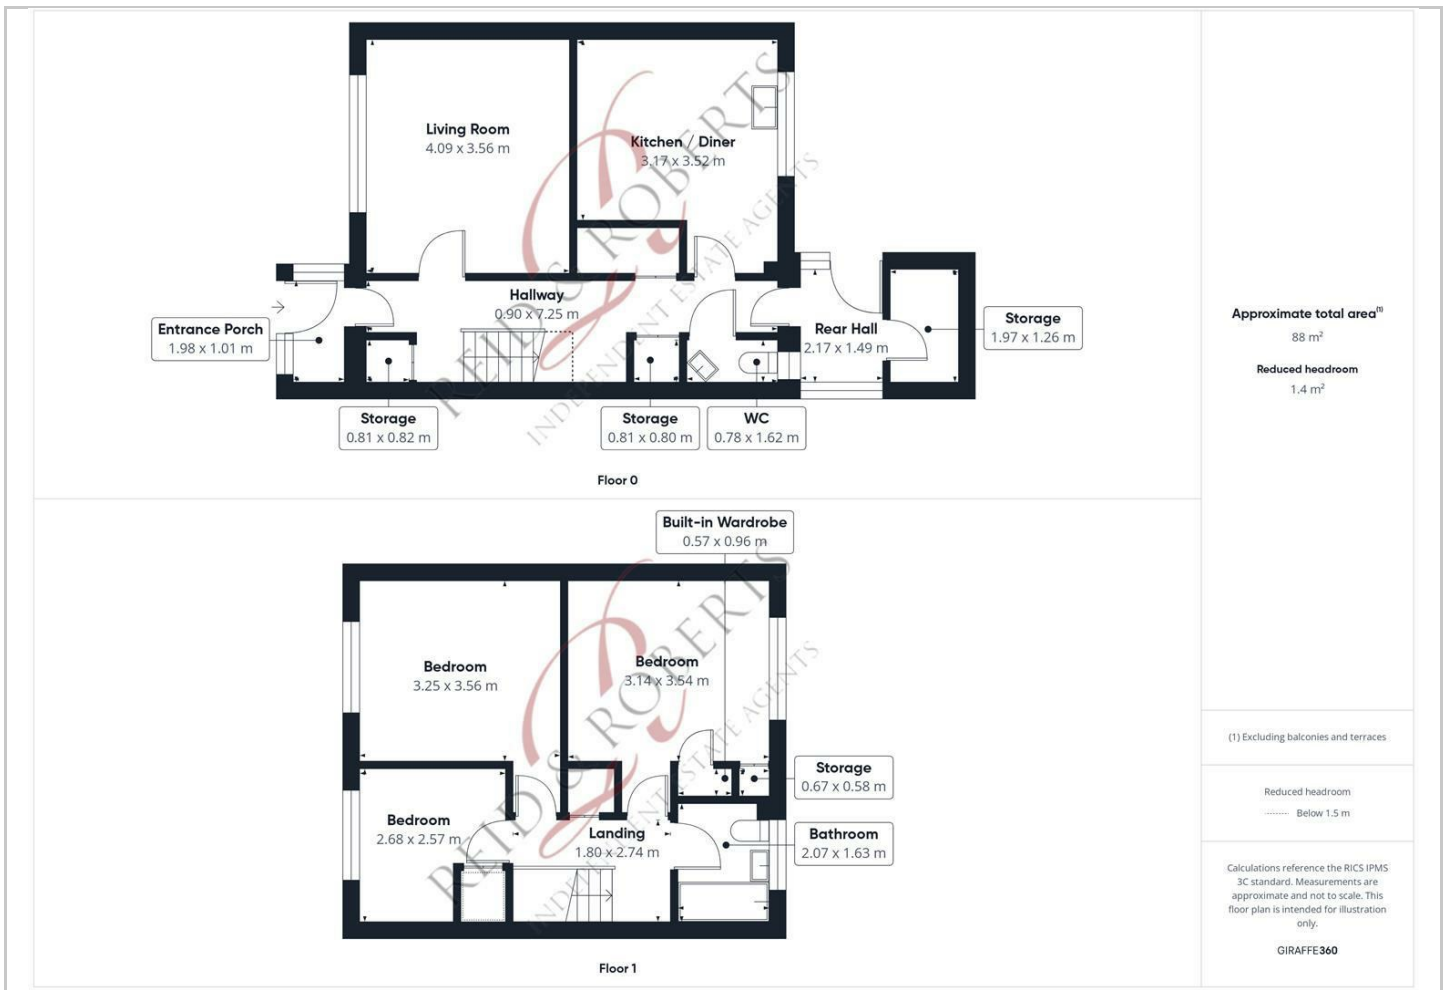 Living Room
4.09 x 3.56 m
Kitchen / Diner
3.17 x 3.52 m
Hallway
0.90 x 7.25 m
Entrance Porch
1.98 x 1.01 m
Rear Hall
2.17 x 1.49 m
Storage
1.97 x 1.26 m
Storage
0.81 x 0.82 m
Storage
0.81 x 0.80 m
WC
0.78 x 1.62 m
Floor 0
REID & ROBERTS
INDEPENDENT ESTATE AGENTS
Approximate total area(1)
88 m²
Reduced headroom
1.4 m²
Built-in Wardrobe
0.57 x 0.96 m
Bedroom
3.25 x 3.56 m
Bedroom
3.14 x 3.54 m
Storage
0.67 x 0.58 m
Bedroom
2.68 x 2.57 m
Landing
1.80 x 2.74 m
Bathroom
2.07 x 1.63 m
Floor 1
REID & ROBERTS
INDEPENDENT ESTATE AGENTS
(1) Excluding balconies and terraces
Reduced headroom
Below 1.5 m
Calculations reference the RICS IPMS
3C standard. Measurements are
approximate and not to scale. This
floor plan is intended for illustration
only.
GIRAFFE360